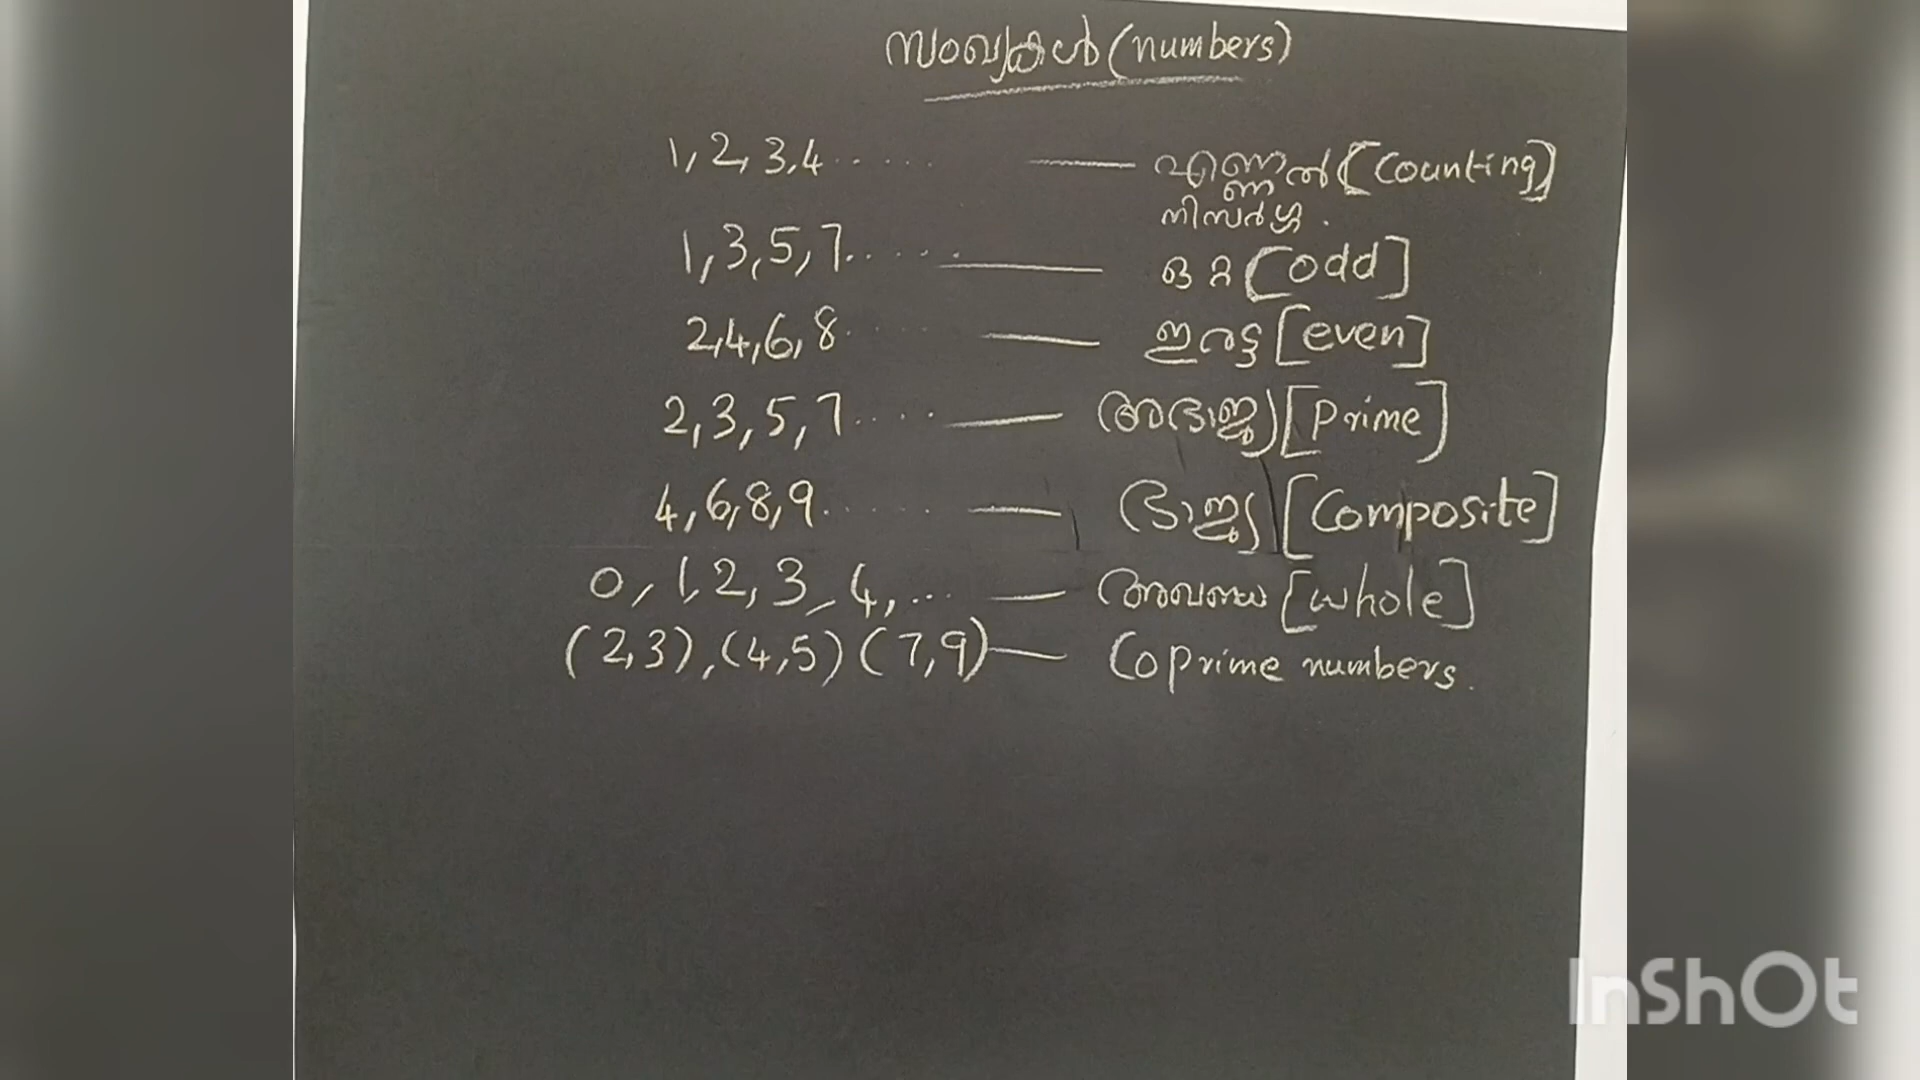 സംഖ്യകൾ (numbers)
1, 2, 3, 4 ..... — എണ്ണൽ [Counting]
ണ്ണ
നിസർഗ്ഗ.
1, 3, 5, 7...... — ഒറ്റ [odd]
2, 4, 6, 8..... — ഇരട്ട [even]
2, 3, 5, 7..... — അഭാജ്യ [Prime]
4, 6, 8, 9...... — ഭാജ്യ [Composite]
0, 1, 2, 3, 4, ... — അഖണ്ഡ [whole]
(2,3), (4,5) (7,9) — Coprime numbers.
InShOt